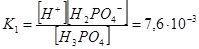 K₁ = [H⁺][H₂PO₄⁻] / [H₃PO₄] = 7,6·10⁻³